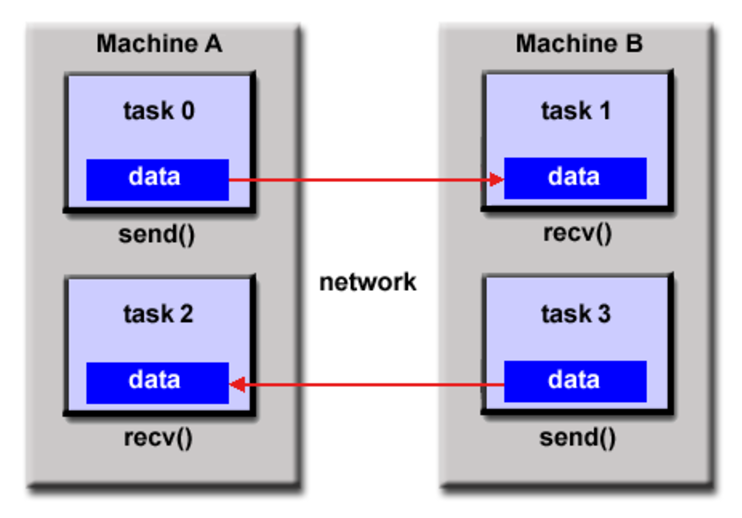 Machine A
task 0
data
send()
task 2
data
recv()
network
Machine B
task 1
data
recv()
task 3
data
send()